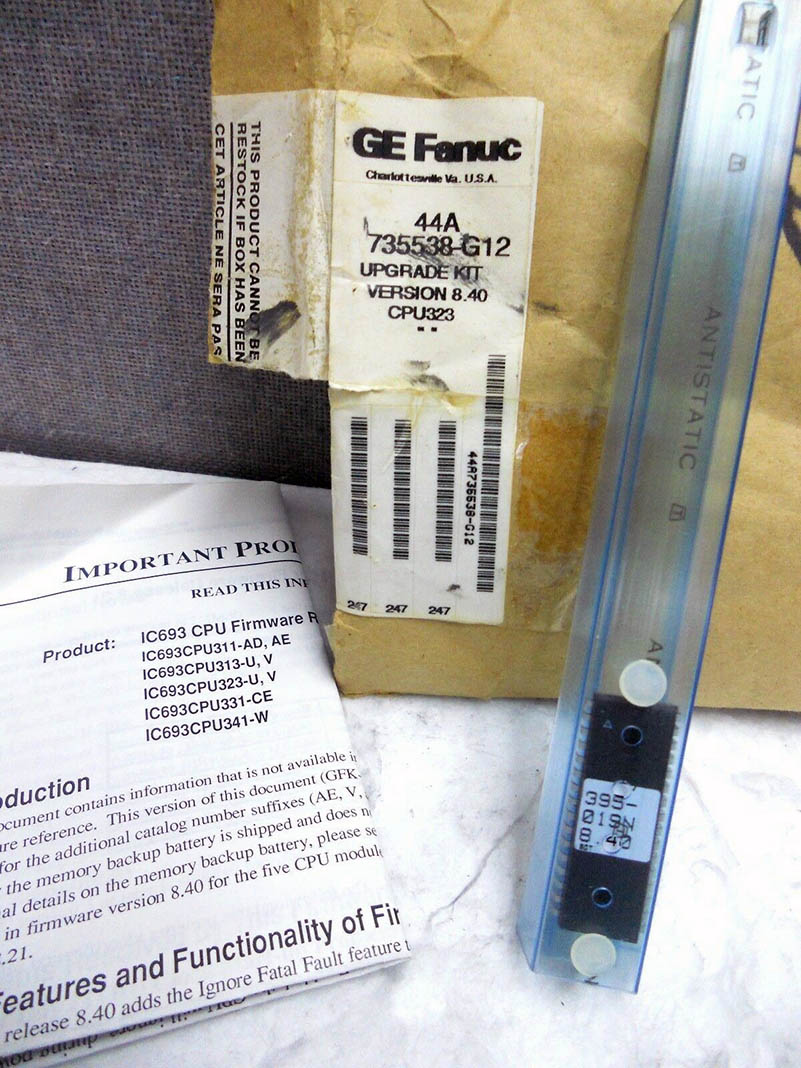 THIS PRODUCT CANNOT BE
RESTOCK IF BOX HAS BEEN
CET ARTICLE NE SERA PAS
GE Fanuc
Charlottesville Va. U.S.A.
44A
735538-G12
UPGRADE KIT
VERSION 8.40
CPU323
" "
44A735538-G12
247 247 247
ATIC
ANTISTATIC
395-
019N
8.40
IMPORTANT PRO
READ THIS IN
Product: IC693 CPU Firmware R
IC693CPU311-AD, AE
IC693CPU313-U, V
IC693CPU323-U, V
IC693CPU331-CE
IC693CPU341-W
oduction
ocument contains information that is not available i
re reference. This version of this document (GFK
for the additional catalog number suffixes (AE, V,
the memory backup battery is shipped and does n
al details on the memory backup battery, please se
in firmware version 8.40 for the five CPU modul
.21.
Features and Functionality of Fir
release 8.40 adds the Ignore Fatal Fault feature t